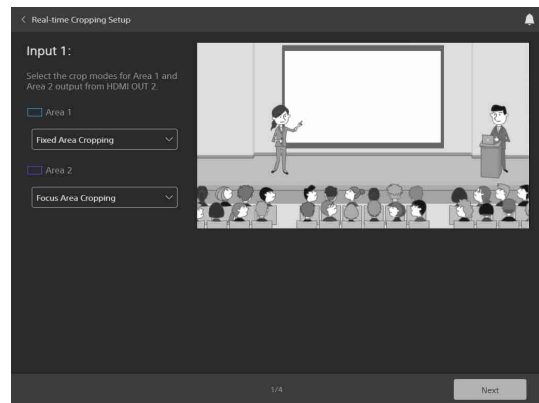 Real-time Cropping Setup
Input 1:
Select the crop modes for Area 1 and
Area 2 output from HDMI OUT 2.
Area 1
Fixed Area Cropping
Area 2
Focus Area Cropping
1/4
Next